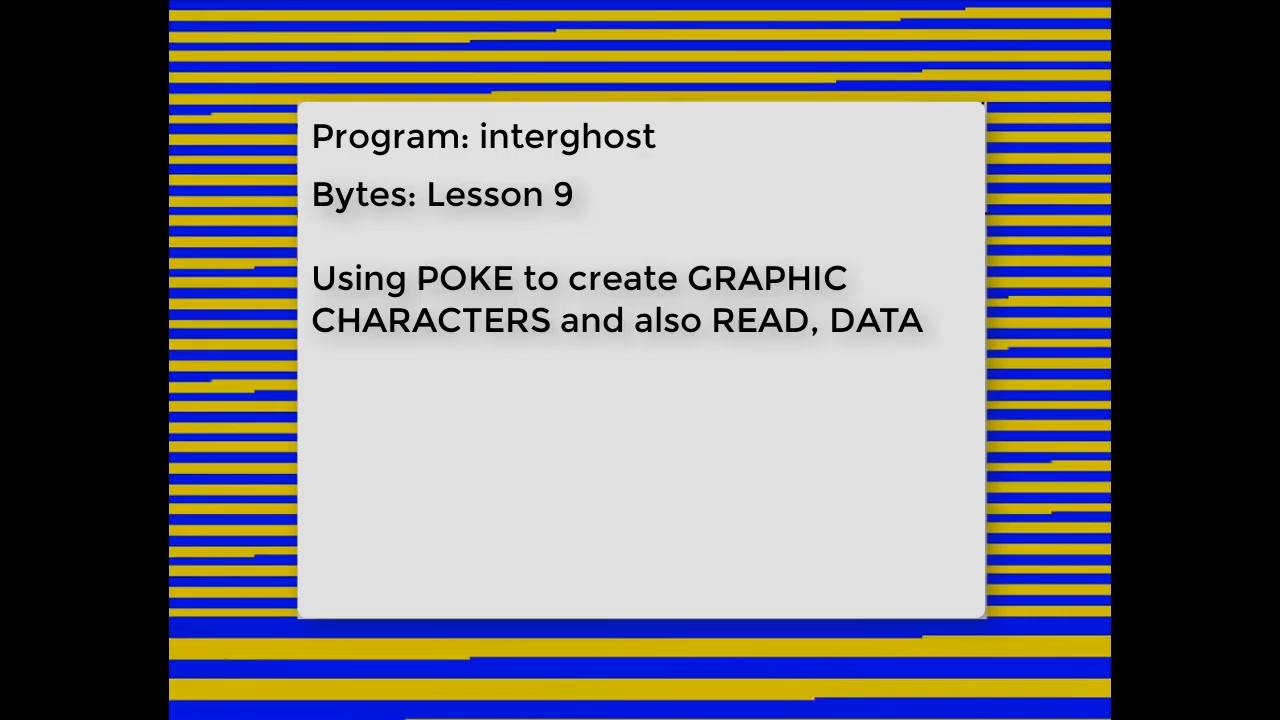 Program: interghost
Bytes: Lesson 9
Using POKE to create GRAPHIC
CHARACTERS and also READ, DATA